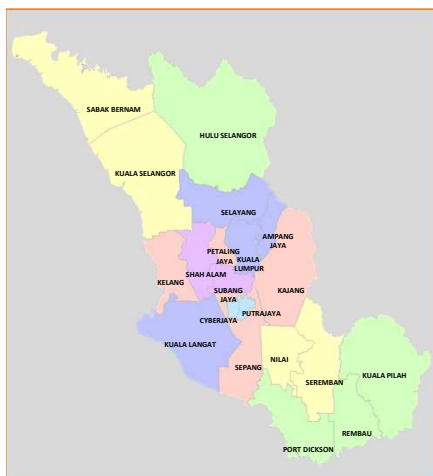 SABAK BERNAM
HULU SELANGOR
KUALA SELANGOR
SELAYANG
AMPANG
JAYA
PETALING
JAYA
KUALA
LUMPUR
SHAH ALAM
KELANG
SUBANG
JAYA
KAJANG
CYBERJAYA
PUTRAJAYA
KUALA LANGAT
SEPANG
NILAI
SEREMBAN
KUALA PILAH
REMBAU
PORT DICKSON